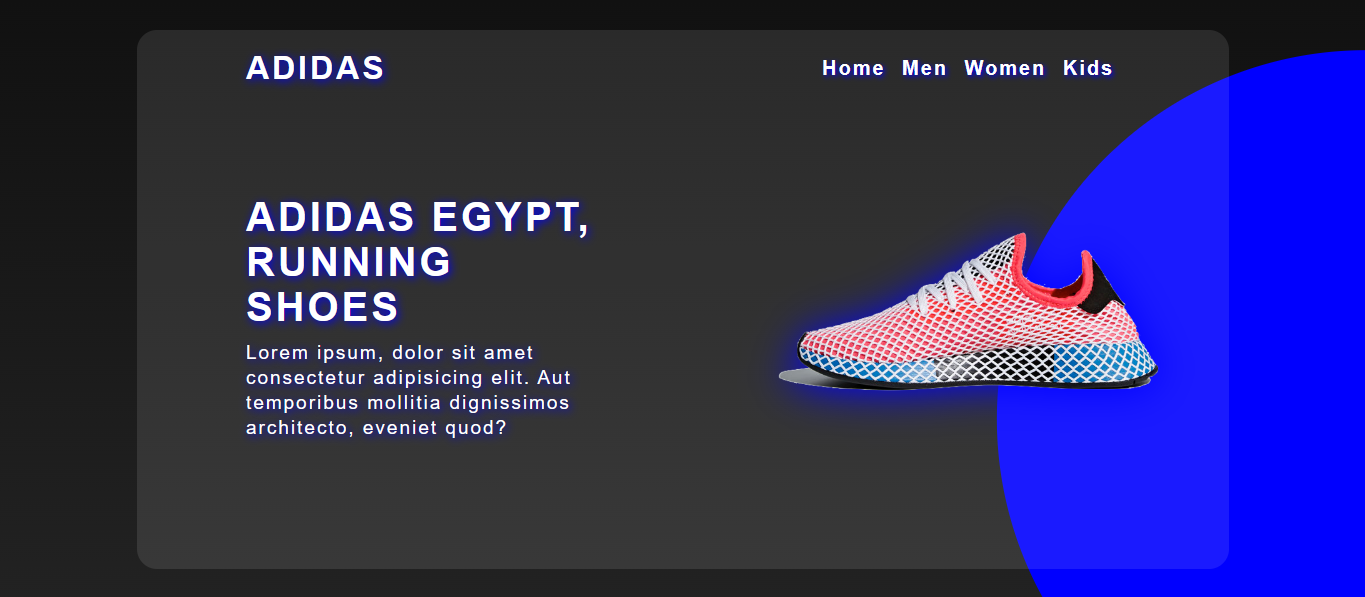 ADIDAS
Home Men Women Kids
ADIDAS EGYPT,
RUNNING
SHOES
Lorem ipsum, dolor sit amet
consectetur adipisicing elit. Aut
temporibus mollitia dignissimos
architecto, eveniet quod?